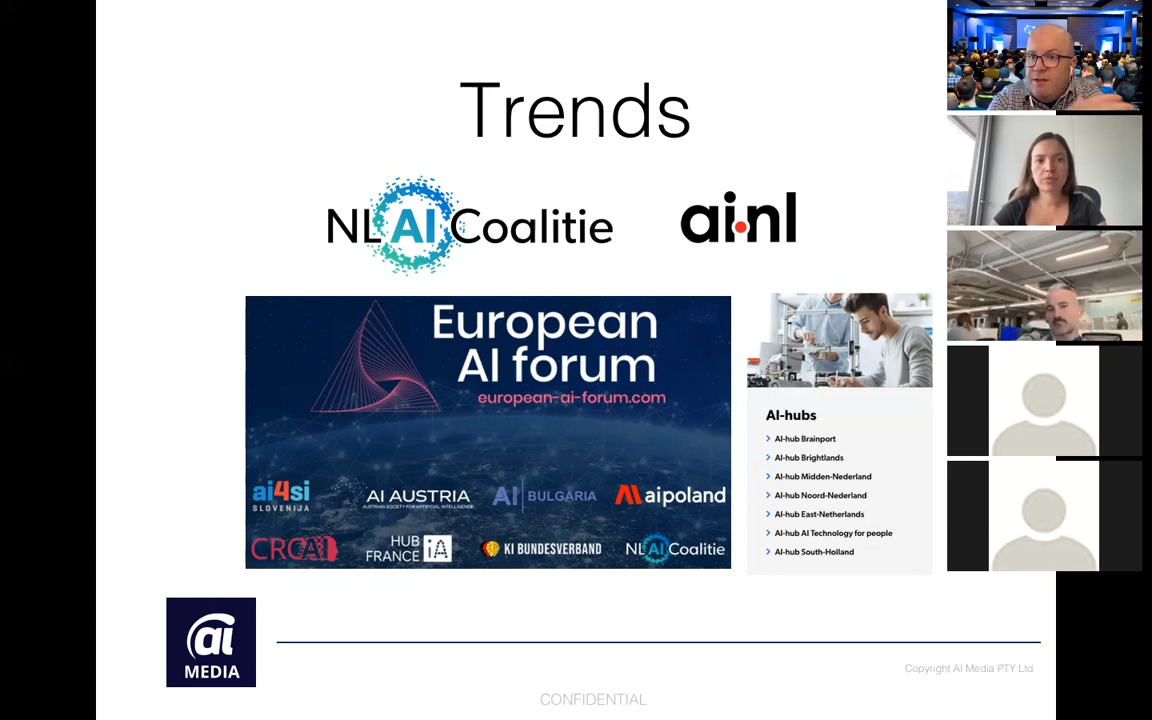 Trends
NL AI Coalitie
ai.nl
European
AI forum
european-ai-forum.com
ai4si
SLOVENIJA
AI AUSTRIA
AUSTRIAN SOCIETY FOR ARTIFICIAL INTELLIGENCE
AI BULGARIA
aipoland
CROAI
HUB
FRANCE iA
KI BUNDESVERBAND
NL AI Coalitie
AI-hubs
AI-hub Brainport
AI-hub Brightlands
AI-hub Midden-Nederland
AI-hub Noord-Nederland
AI-hub East-Netherlands
AI-hub AI Technology for people
AI-hub South-Holland
ai
MEDIA
Copyright AI Media PTY Ltd
CONFIDENTIAL